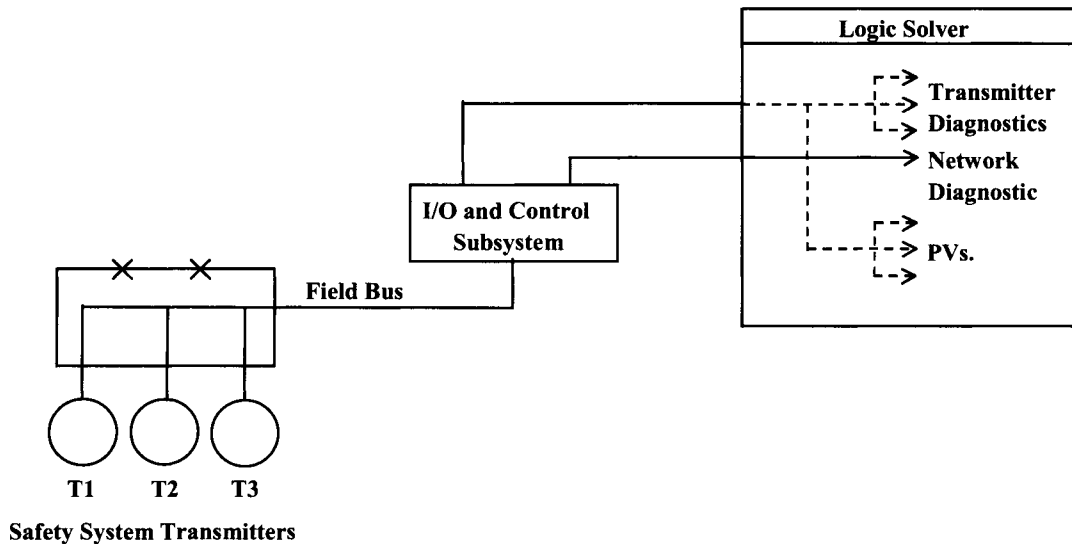 Logic Solver
Transmitter
Diagnostics
Network
Diagnostic
PVs.
I/O and Control
Subsystem
Field Bus
T1
T2
T3
Safety System Transmitters